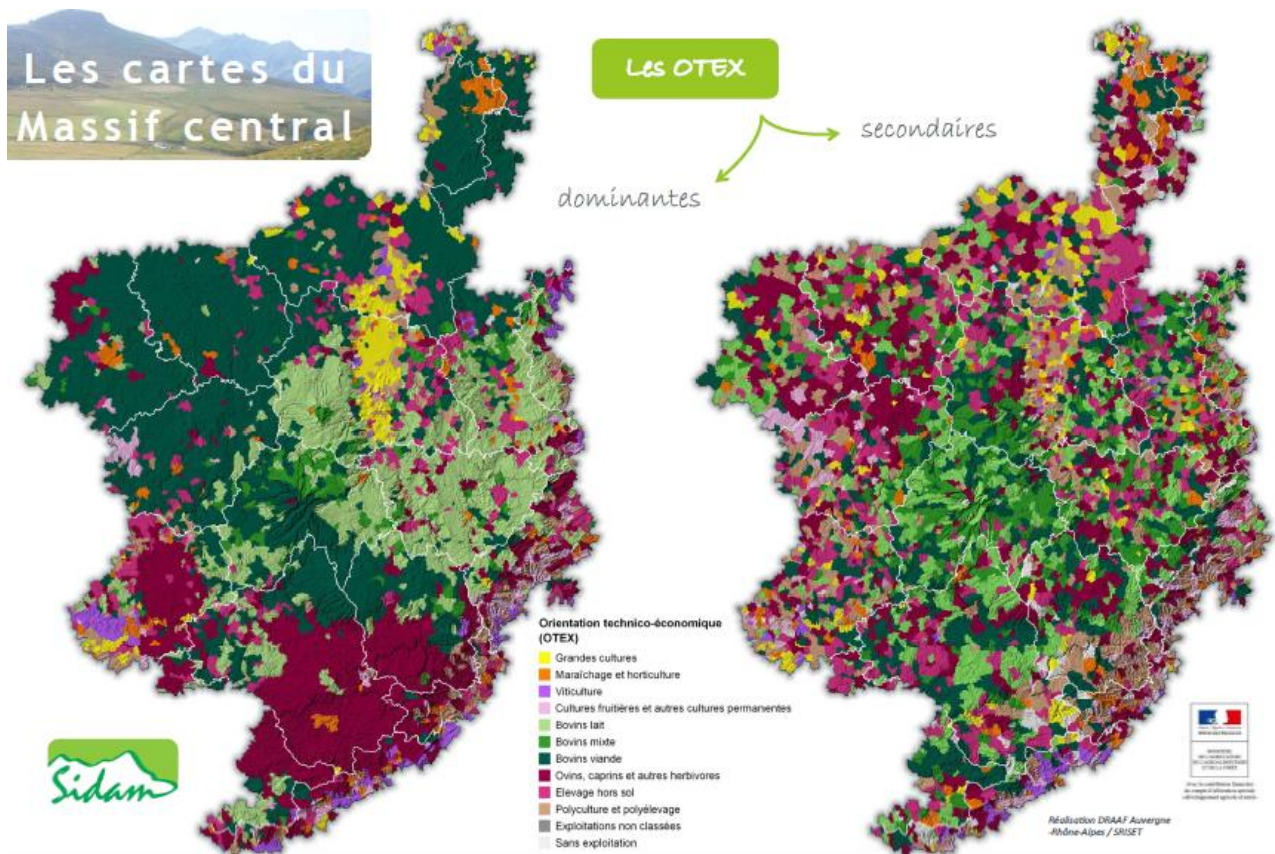 Les cartes du
Massif central
Les OTEX
secondaires
dominantes
Orientation technico-économique
(OTEX)
Grandes cultures
Maraîchage et horticulture
Viticulture
Cultures fruitières et autres cultures permanentes
Bovins lait
Bovins mixte
Bovins viande
Ovins, caprins et autres herbivores
Elevage hors sol
Polyculture et polyélevage
Exploitations non classées
Sans exploitation
Sidam
Réalisation DRAAF Auvergne
-Rhône-Alpes / SRISET